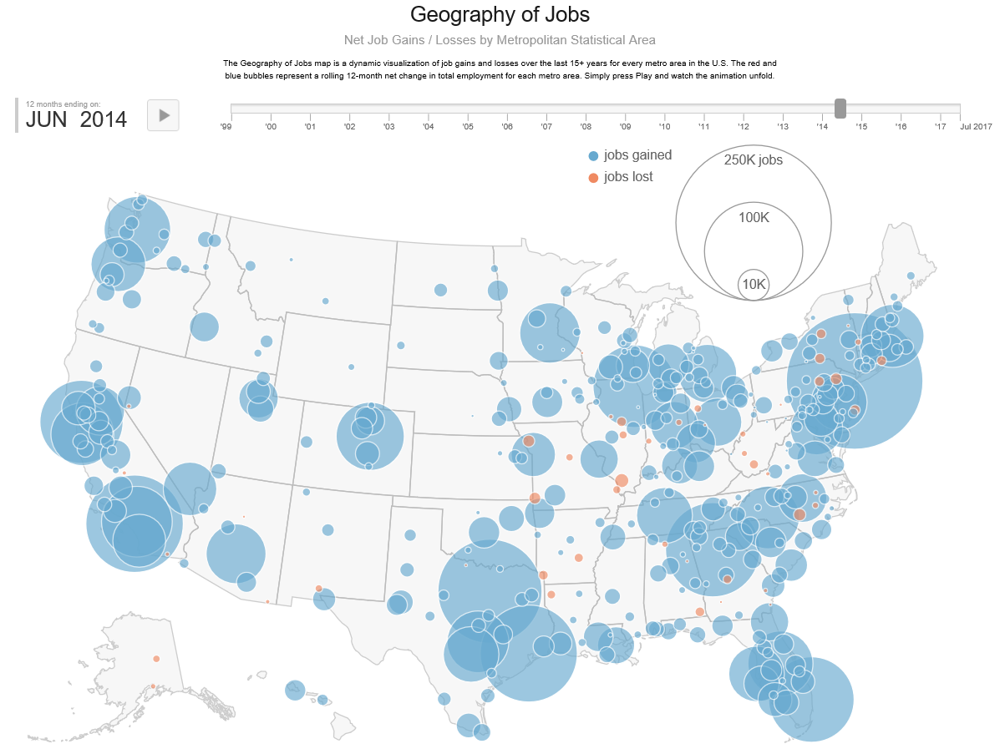 Geography of Jobs
Net Job Gains / Losses by Metropolitan Statistical Area
The Geography of Jobs map is a dynamic visualization of job gains and losses over the last 15+ years for every metro area in the U.S. The red and
blue bubbles represent a rolling 12-month net change in total employment for each metro area. Simply press Play and watch the animation unfold.
12 months ending on:
JUN 2014
'99 '00 '01 '02 '03 '04 '05 '06 '07 '08 '09 '10 '11 '12 '13 '14 '15 '16 '17 Jul 2017
jobs gained
jobs lost
250K jobs
100K
10K